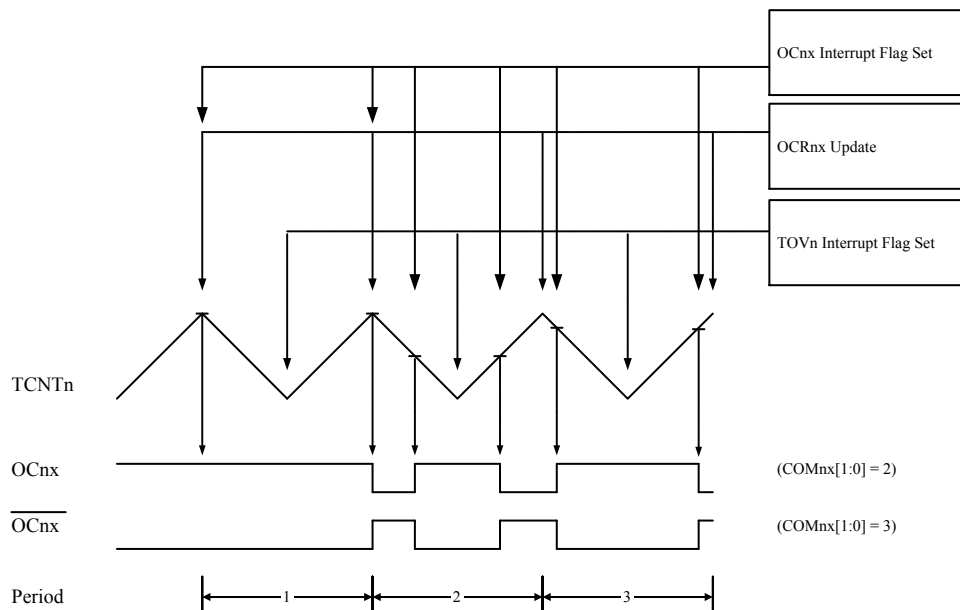 OCnx Interrupt Flag Set
OCRnx Update
TOVn Interrupt Flag Set
TCNTn
OCnx
(COMnx[1:0] = 2)
OCnx
(COMnx[1:0] = 3)
Period
1
2
3